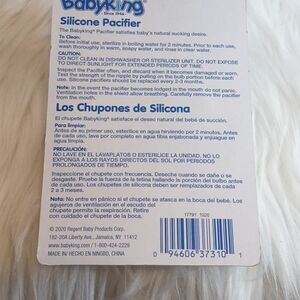 BabyKing
Since 1946
Silicone Pacifier
The Babyking® Pacifier satisfies baby's natural sucking desire.
To Clean:
Before initial use, sterilize in boiling water for 2 minutes. Prior to each use,
wash thoroughly in warm, soapy water, and rinse in clear water.
CAUTION:
DO NOT CLEAN IN DISHWASHER OR STERILIZER UNIT. DO NOT EXPOSE
TO DIRECT SUNLIGHT FOR EXTENDED PERIODS OF TIME.
Inspect the Pacifier often, and discard when it becomes damaged or worn.
Test the strength of the nipple by pulling on the bulb portion before each
use. Silicone pacifiers should be replaced after 2 to 3 months use.
Note: In the event the pacifier becomes lodged in the mouth do not panic.
Ventilation holes in the shield allow breathing. Carefully remove the pacifier
from the mouth.
Los Chupones de Silicona
El chupete Babyking® satisface el deseo natural del bebé de succión.
Para limpiar:
Antes de su primer uso, esterilize en agua hirviendo por 2 minutos. Antes
de cada uso, lave por completo en agua tibia enjabonada y enjuague en
agua limpia.
PRECAUCIÓN:
NO LAVE EN EL LAVAPLATOS O ESTERILICE LA UNIDAD. NO LO
EXPONGA A LOS RAYOS DIRECTOS DEL SOL POR PERIODOS
PROLONGADOS DE TIEMPO.
Inspeccione el chupete con frecuencia. Deseche cuando se dañe o se
desgaste. Pruebe la fuerza de la tetina hallando la porción del bulbo antes
de cada uso. Los chupetes de silicona deben ser remplazados de cada
2 a 3 meses.
Note: No entre en pánico si el chupete se atasca en la boca del bebé. Los
agujeros de ventilación en el escudo del
chupete permite la respiración. Retire
con cuidado el chupete de la boca.
17791 1020
© 2020 Regent Baby Products Corp.
182-20A Liberty Ave., Jamaica, NY 11412
www.babyking.com / 1-800-424-2229
MADE IN/ HECHO EN NINGBO, CHINA
0 94606 37310 1